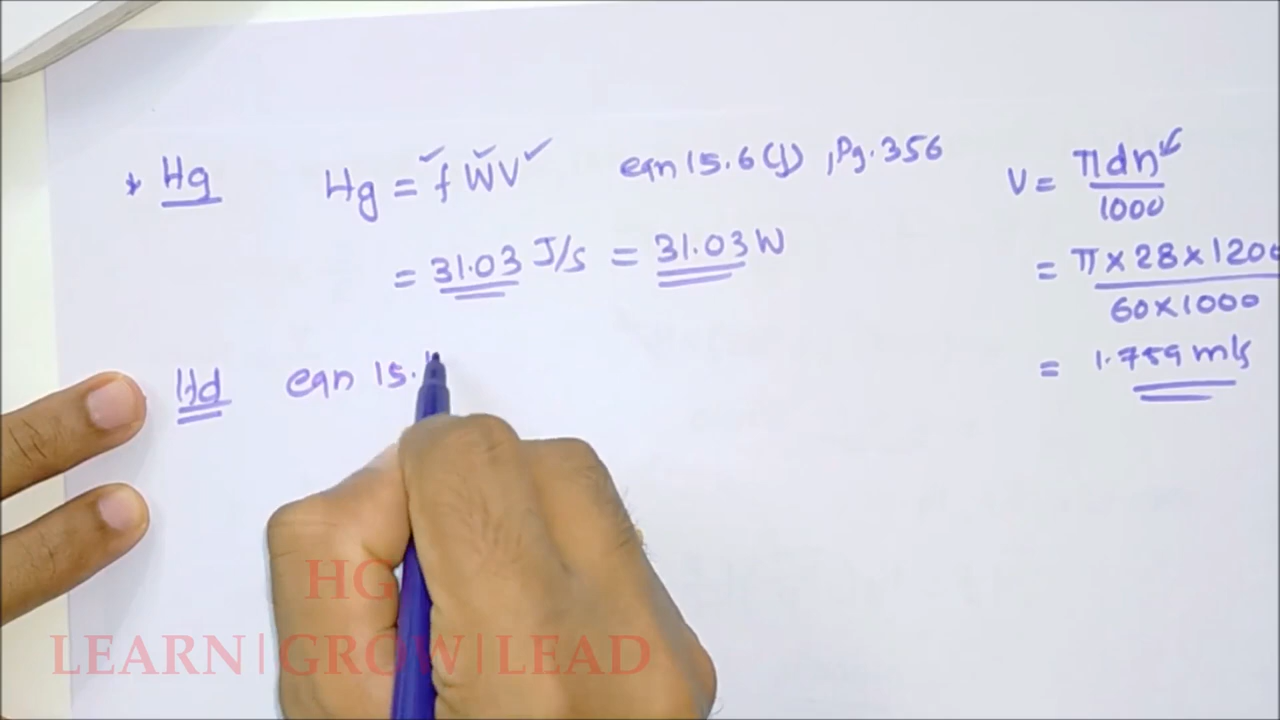 * Hg Hg = f W V eqn 15.6(j) , Pg.356
= 31.03 J/s = 31.03 W
V = πdn / 1000
= π × 28 × 1200 / 60×1000
= 1.759 m/s
Hd eqn 15.
HG
LEARN|GROW|LEAD